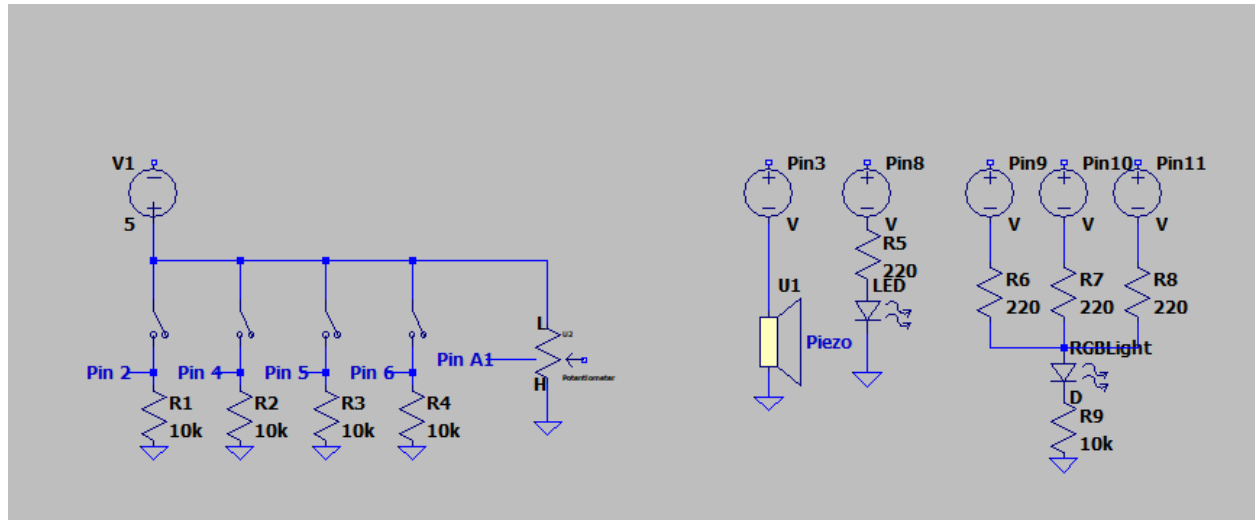 V1
5
Pin 2
Pin 4
Pin 5
Pin 6
R1
10k
R2
10k
R3
10k
R4
10k
L
U2
Pin A1
H
Potentiometer
Pin3
V
U1
Piezo
Pin8
V
R5
220
LED
Pin9
V
Pin10
V
Pin11
V
R6
220
R7
220
R8
220
RGBLight
D
R9
10k